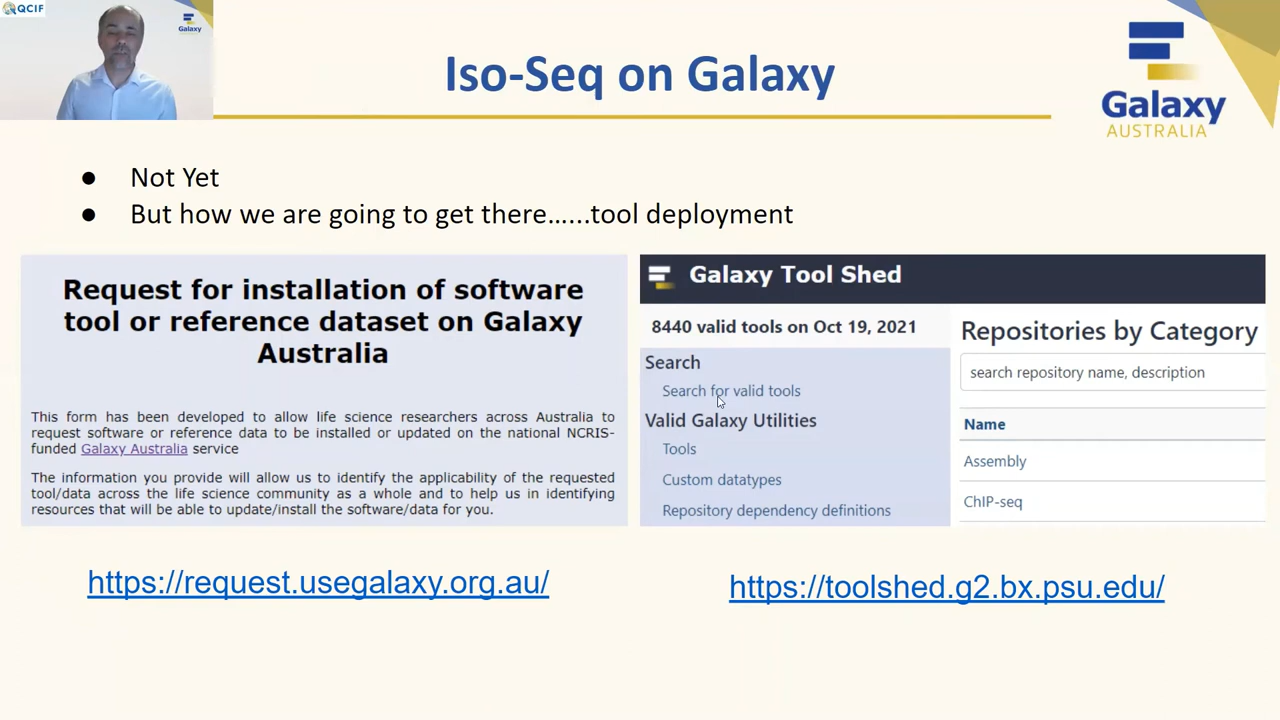 QCIF
Galaxy
Iso-Seq on Galaxy
Galaxy
AUSTRALIA
● Not Yet
● But how we are going to get there…...tool deployment
Request for installation of software
tool or reference dataset on Galaxy
Australia
This form has been developed to allow life science researchers across Australia to
request software or reference data to be installed or updated on the national NCRIS-
funded Galaxy Australia service
The information you provide will allow us to identify the applicability of the requested
tool/data across the life science community as a whole and to help us in identifying
resources that will be able to update/install the software/data for you.
https://request.usegalaxy.org.au/
Galaxy Tool Shed
8440 valid tools on Oct 19, 2021
Search
Search for valid tools
Valid Galaxy Utilities
Tools
Custom datatypes
Repository dependency definitions
Repositories by Category
search repository name, description
Name
Assembly
ChIP-seq
https://toolshed.g2.bx.psu.edu/